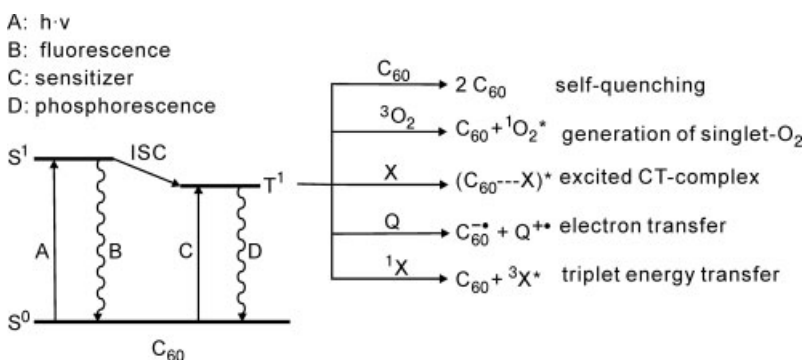 A: h·ν
B: fluorescence
C: sensitizer
D: phosphorescence
C₆₀ 2 C₆₀ self-quenching
³O₂ C₆₀ + ¹O₂* generation of singlet-O₂
S¹ ISC T¹ X (C₆₀---X)* excited CT-complex
A B C D Q C₆₀⁻• + Q⁺• electron transfer
¹X C₆₀ + ³X* triplet energy transfer
S⁰
C₆₀